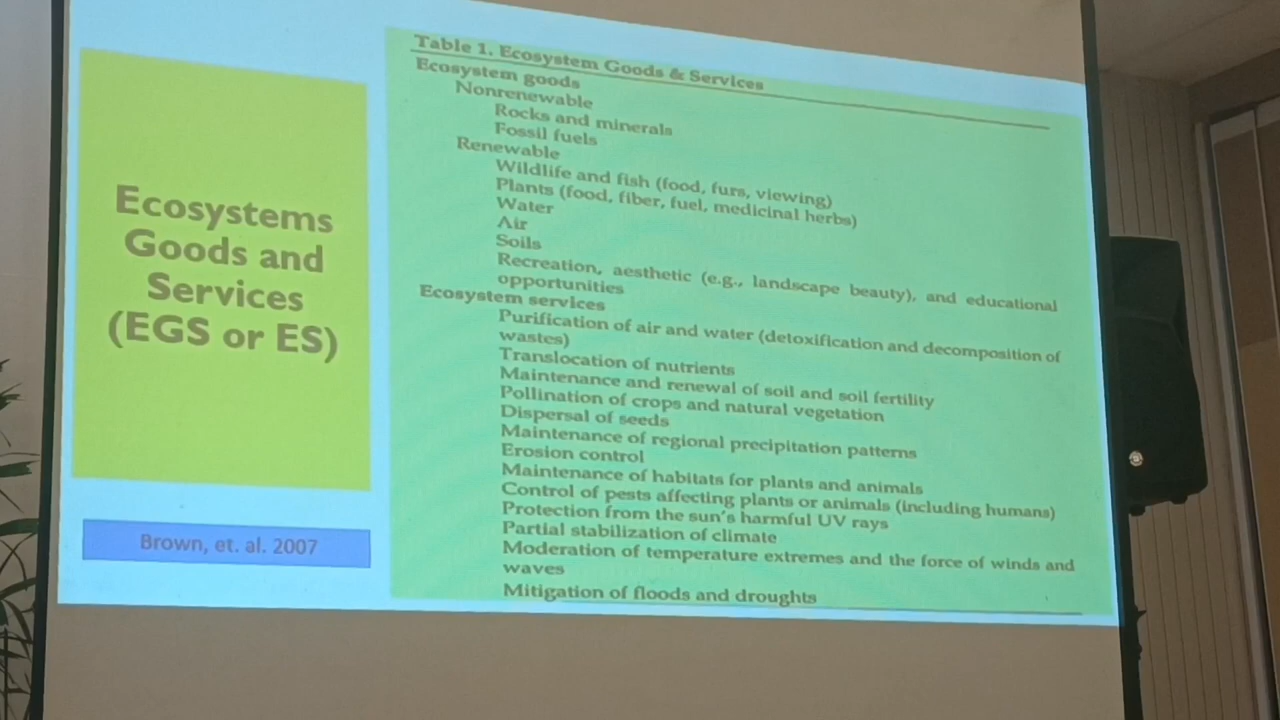 Ecosystems
Goods and
Services
(EGS or ES)
Brown, et. al. 2007
Table 1. Ecosystem Goods & Services
Ecosystem goods
Nonrenewable
Rocks and minerals
Fossil fuels
Renewable
Wildlife and fish (food, furs, viewing)
Plants (food, fiber, fuel, medicinal herbs)
Water
Air
Soils
Recreation, aesthetic (e.g., landscape beauty), and educational
opportunities
Ecosystem services
Purification of air and water (detoxification and decomposition of
wastes)
Translocation of nutrients
Maintenance and renewal of soil and soil fertility
Pollination of crops and natural vegetation
Dispersal of seeds
Maintenance of regional precipitation patterns
Erosion control
Maintenance of habitats for plants and animals
Control of pests affecting plants or animals (including humans)
Protection from the sun's harmful UV rays
Partial stabilization of climate
Moderation of temperature extremes and the force of winds and
waves
Mitigation of floods and droughts